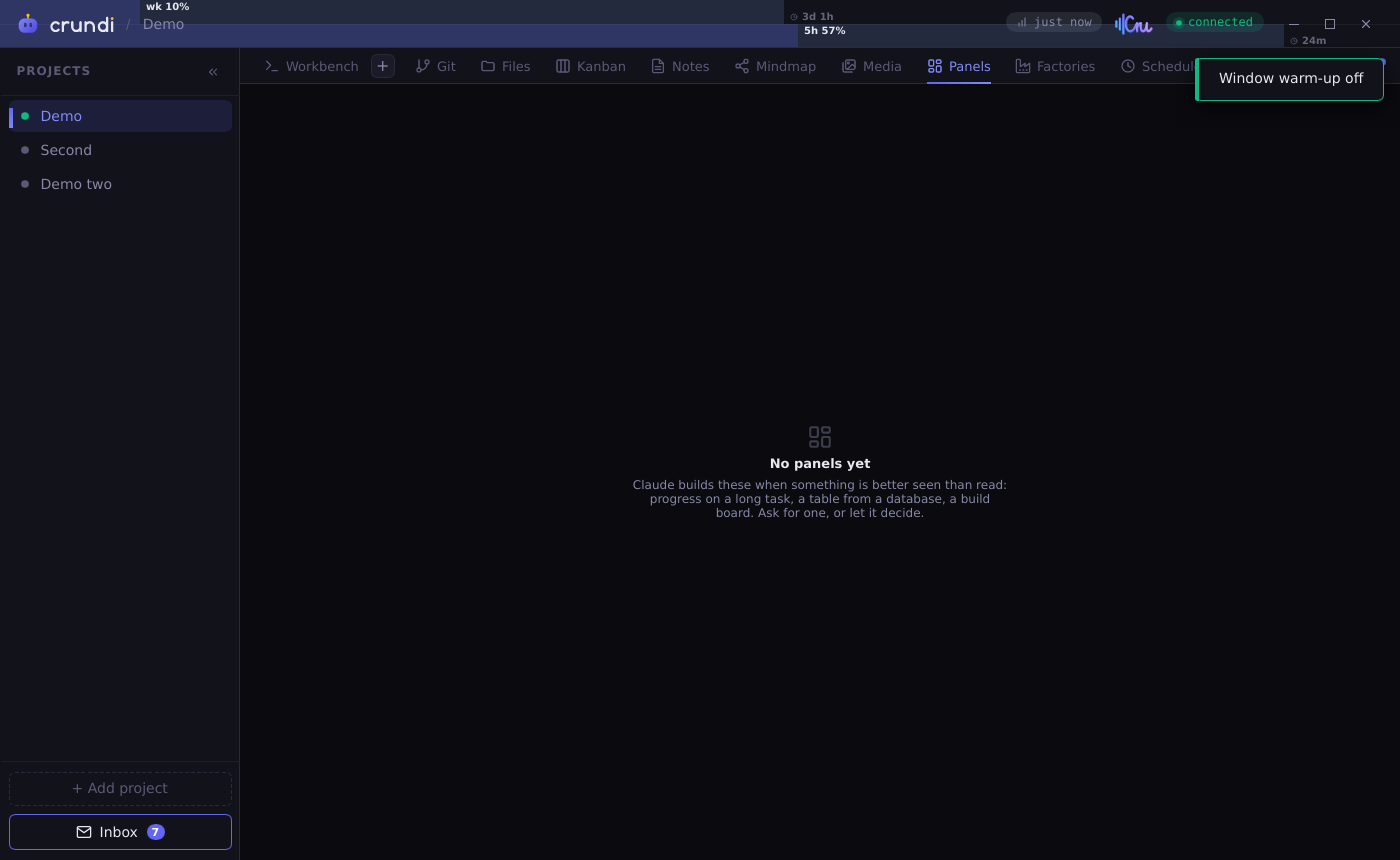 wk 10%
crundi / Demo
3d 1h
5h 57%
just now
Cru
connected
24m
PROJECTS «
Workbench + Git Files Kanban Notes Mindmap Media Panels Factories Schedul
Window warm-up off
Demo
Second
Demo two
No panels yet
Claude builds these when something is better seen than read:
progress on a long task, a table from a database, a build
board. Ask for one, or let it decide.
+ Add project
Inbox 7